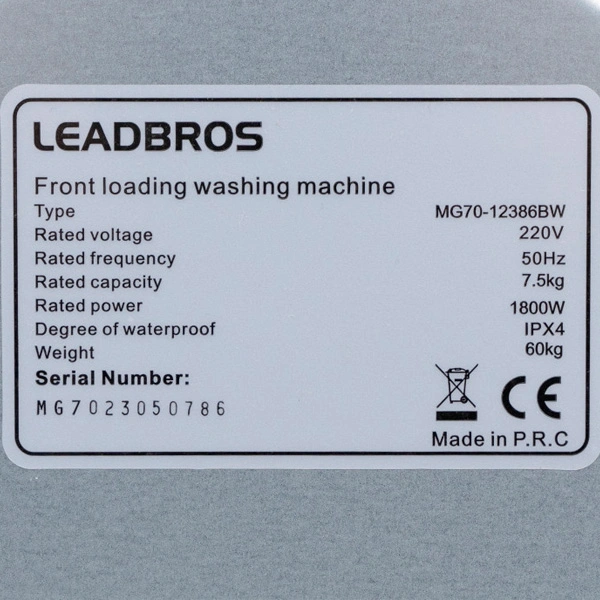 LEADBROS
Front loading washing machine
Type MG70-12386BW
Rated voltage 220V
Rated frequency 50Hz
Rated capacity 7.5kg
Rated power 1800W
Degree of waterproof IPX4
Weight 60kg
Serial Number:
MG7023050786
CE
Made in P.R.C